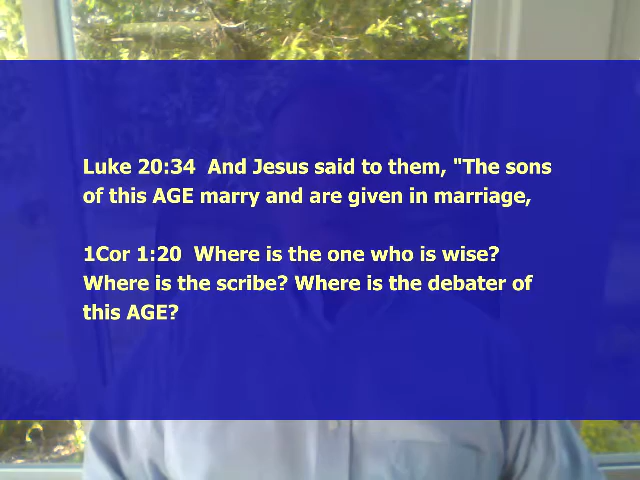 Luke 20:34  And Jesus said to them, "The sons
of this AGE marry and are given in marriage,
1Cor 1:20  Where is the one who is wise?
Where is the scribe? Where is the debater of
this AGE?